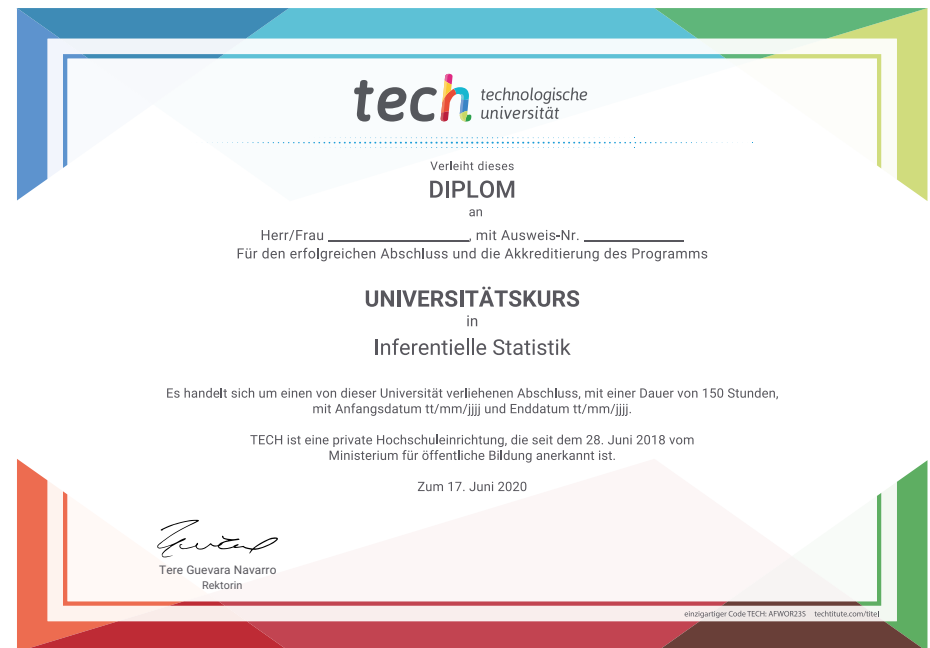 tech technologische
universität
Verleiht dieses
DIPLOM
an
Herr/Frau ____________________, mit Ausweis-Nr. ______________
Für den erfolgreichen Abschluss und die Akkreditierung des Programms
UNIVERSITÄTSKURS
in
Inferentielle Statistik
Es handelt sich um einen von dieser Universität verliehenen Abschluss, mit einer Dauer von 150 Stunden,
mit Anfangsdatum tt/mm/jjjj und Enddatum tt/mm/jjjj.
TECH ist eine private Hochschuleinrichtung, die seit dem 28. Juni 2018 vom
Ministerium für öffentliche Bildung anerkannt ist.
Zum 17. Juni 2020
Tere Guevara Navarro
Rektorin
einzigartiger Code TECH: AFWOR235 techtitute.com/titel